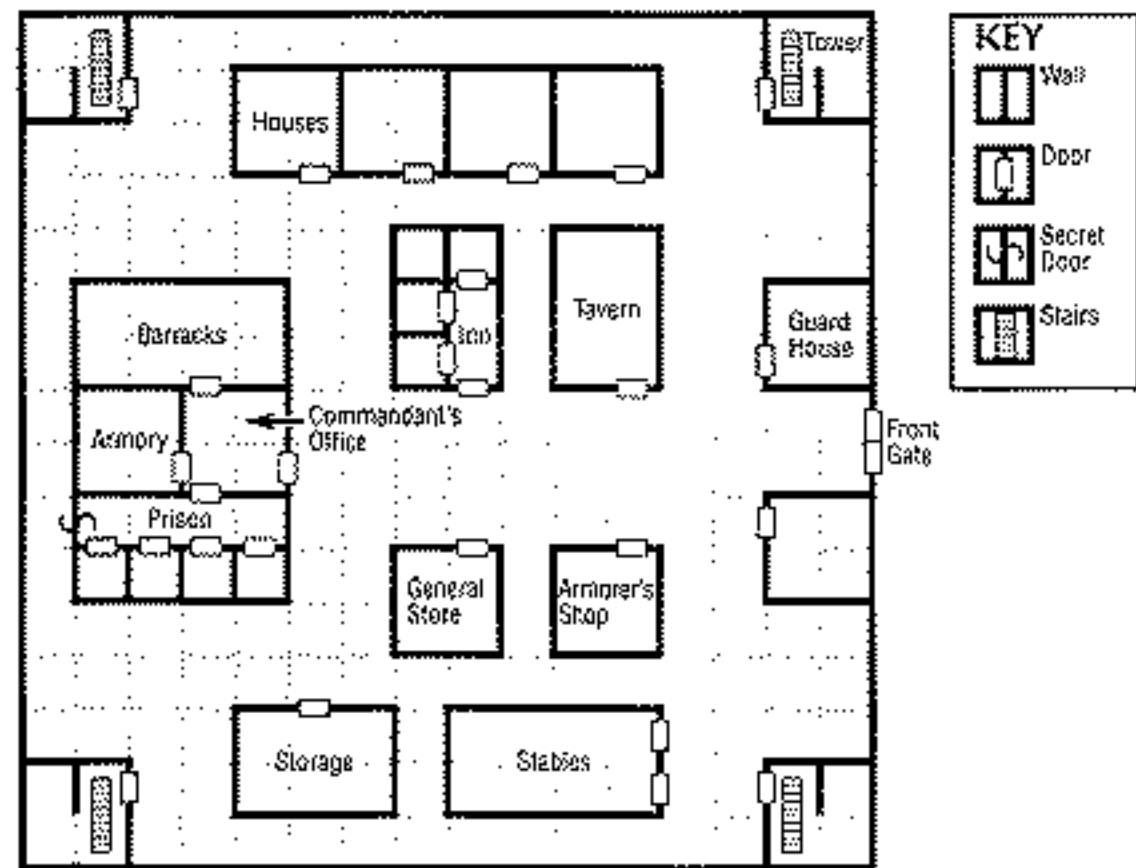 Tower
Houses
Barracks
Inn
Tavern
Guard
House
Armory
Commandant's
Office
Front
Gate
Prison
General
Store
Armorer's
Shop
Storage
Stables
KEY
Wall
Door
Secret
Door
Stairs